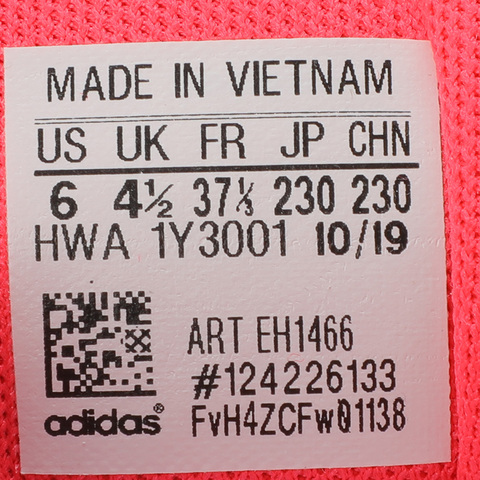 MADE IN VIETNAM
US UK FR JP CHN
6 4½ 37⅓ 230 230
HWA 1Y3001 10/19
ART EH1466
#124226133
FvH4ZCFw01138
adidas®